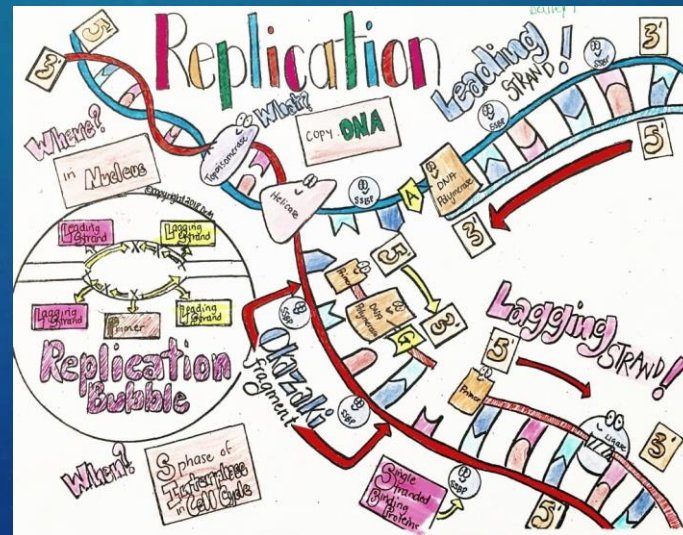 Replication
5'
3'
Where?
in Nucleus
What?
copy DNA
Topoisomerase
Helicase
SSBP
A
DNA
Polymerase
Leading
STRAND!
SSBP
SSBP
3'
5'
3'
©copyright 2018 
Leading
Strand
Lagging
Strand
Lagging
Strand
Primer
Leading
Strand
Replication
Bubble
When?
S phase of
Interphase
in Cell Cycle
Okazaki
fragment
SSBP
SSBP
Primer
DNA
Polymerase
G
5'
3'
Lagging
STRAND!
5'
Primer
Ligase
3'
5'
Single
Stranded
Binding
Proteins
SSBP